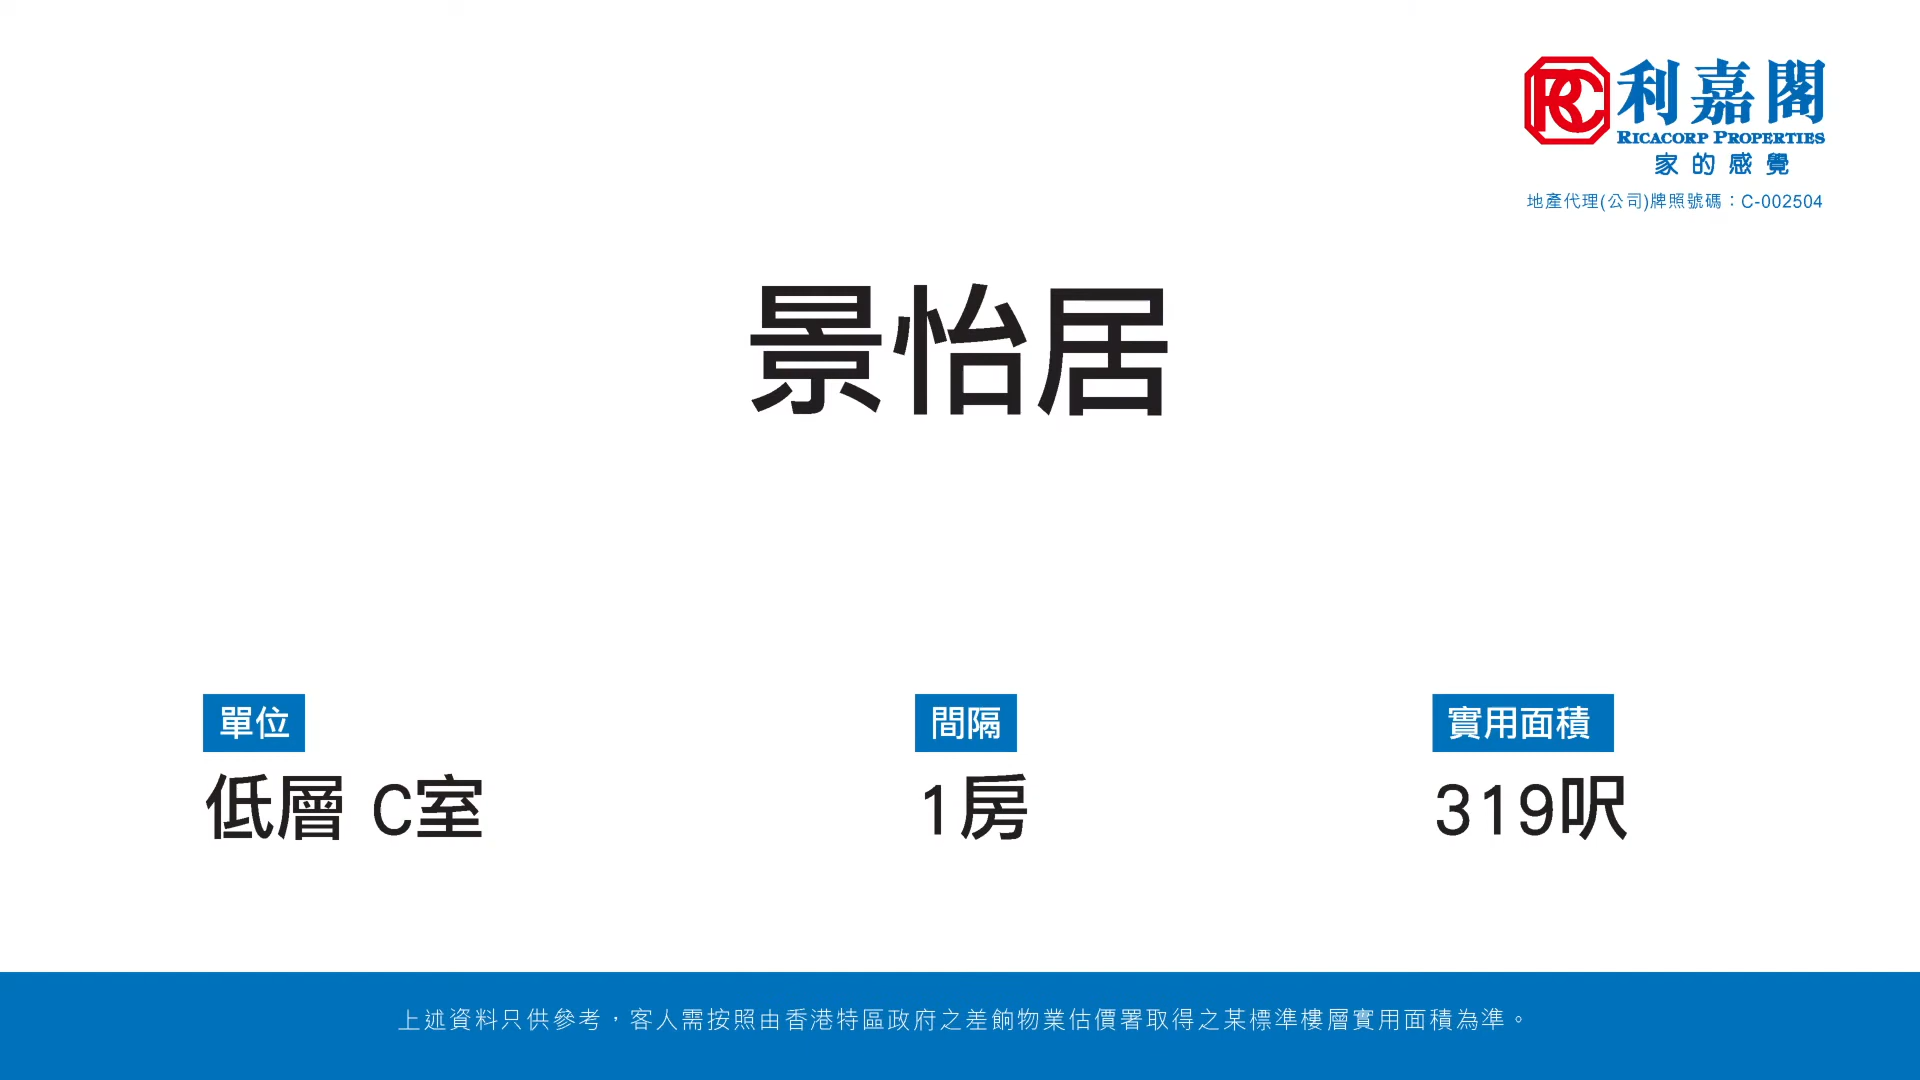 RC 利嘉閣
RICACORP PROPERTIES
家的感覺
地產代理(公司)牌照號碼：C-002504
景怡居
單位
低層 C室
間隔
1房
實用面積
319呎
上述資料只供參考，客人需按照由香港特區政府之差餉物業估價署取得之某標準樓層實用面積為準。